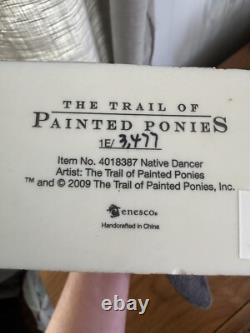 THE TRAIL OF
PAINTED PONIES
1E/3,477
Item No. 4018387 Native Dancer
Artist: The Trail of Painted Ponies
™ and © 2009 The Trail of Painted Ponies, Inc.
enesco
Handcrafted in China